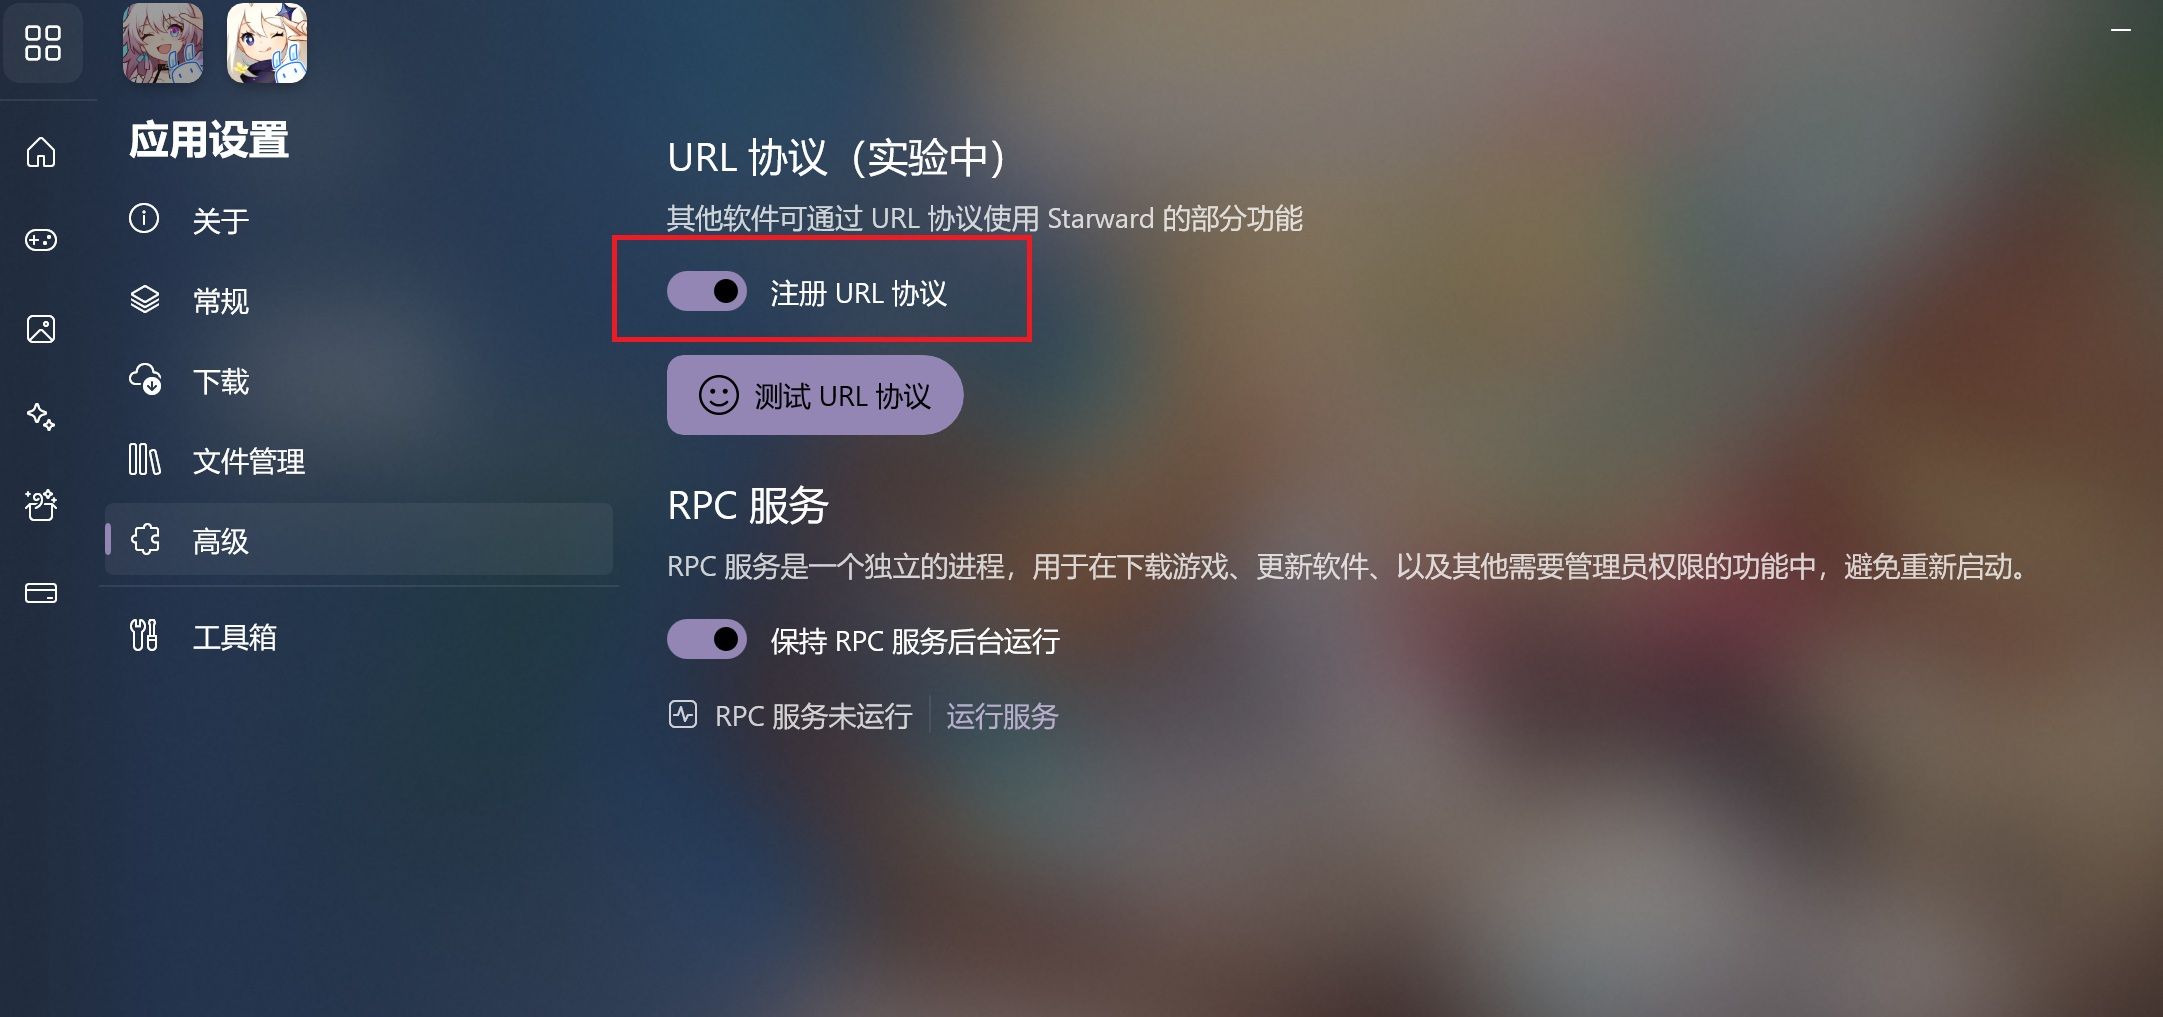 应用设置
关于
常规
下载
文件管理
高级
工具箱
URL 协议（实验中）
其他软件可通过 URL 协议使用 Starward 的部分功能
注册 URL 协议
测试 URL 协议
RPC 服务
RPC 服务是一个独立的进程，用于在下载游戏、更新软件、以及其他需要管理员权限的功能中，避免重新启动。
保持 RPC 服务后台运行
RPC 服务未运行
运行服务